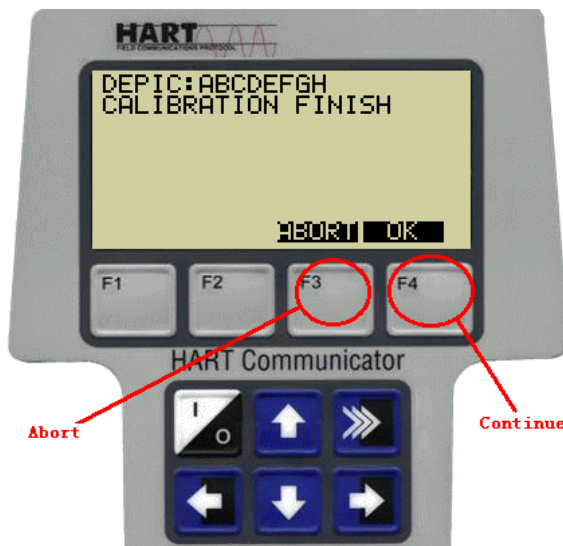 HART
FIELD COMMUNICATIONS PROTOCOL
DEPIC:ABCDEFGH
CALIBRATION FINISH
ABORT OK
F1 F2 F3 F4
HART Communicator
Abort
I
O
Continue